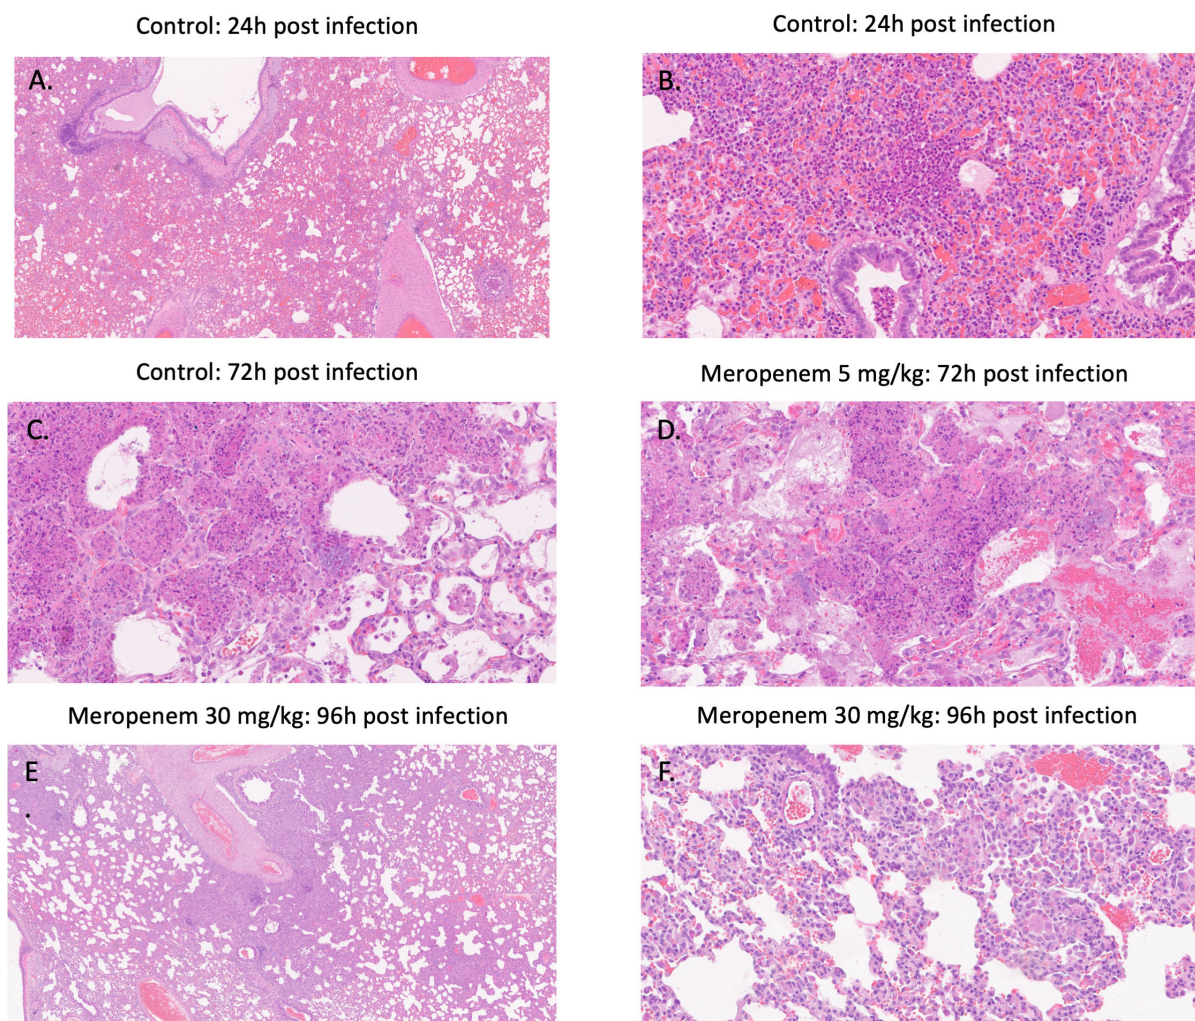 Control: 24h post infection
Control: 24h post infection
A.
B.
Control: 72h post infection
Meropenem 5 mg/kg: 72h post infection
C.
D.
Meropenem 30 mg/kg: 96h post infection
Meropenem 30 mg/kg: 96h post infection
E
.
F.